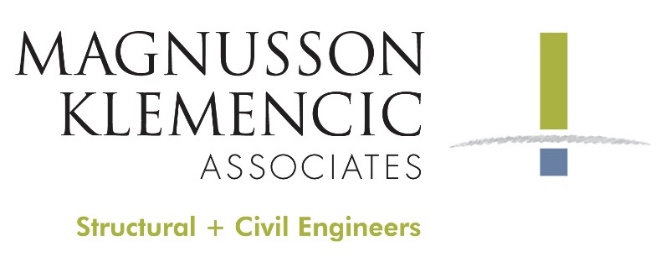 MAGNUSSON
KLEMENCIC
ASSOCIATES
Structural + Civil Engineers